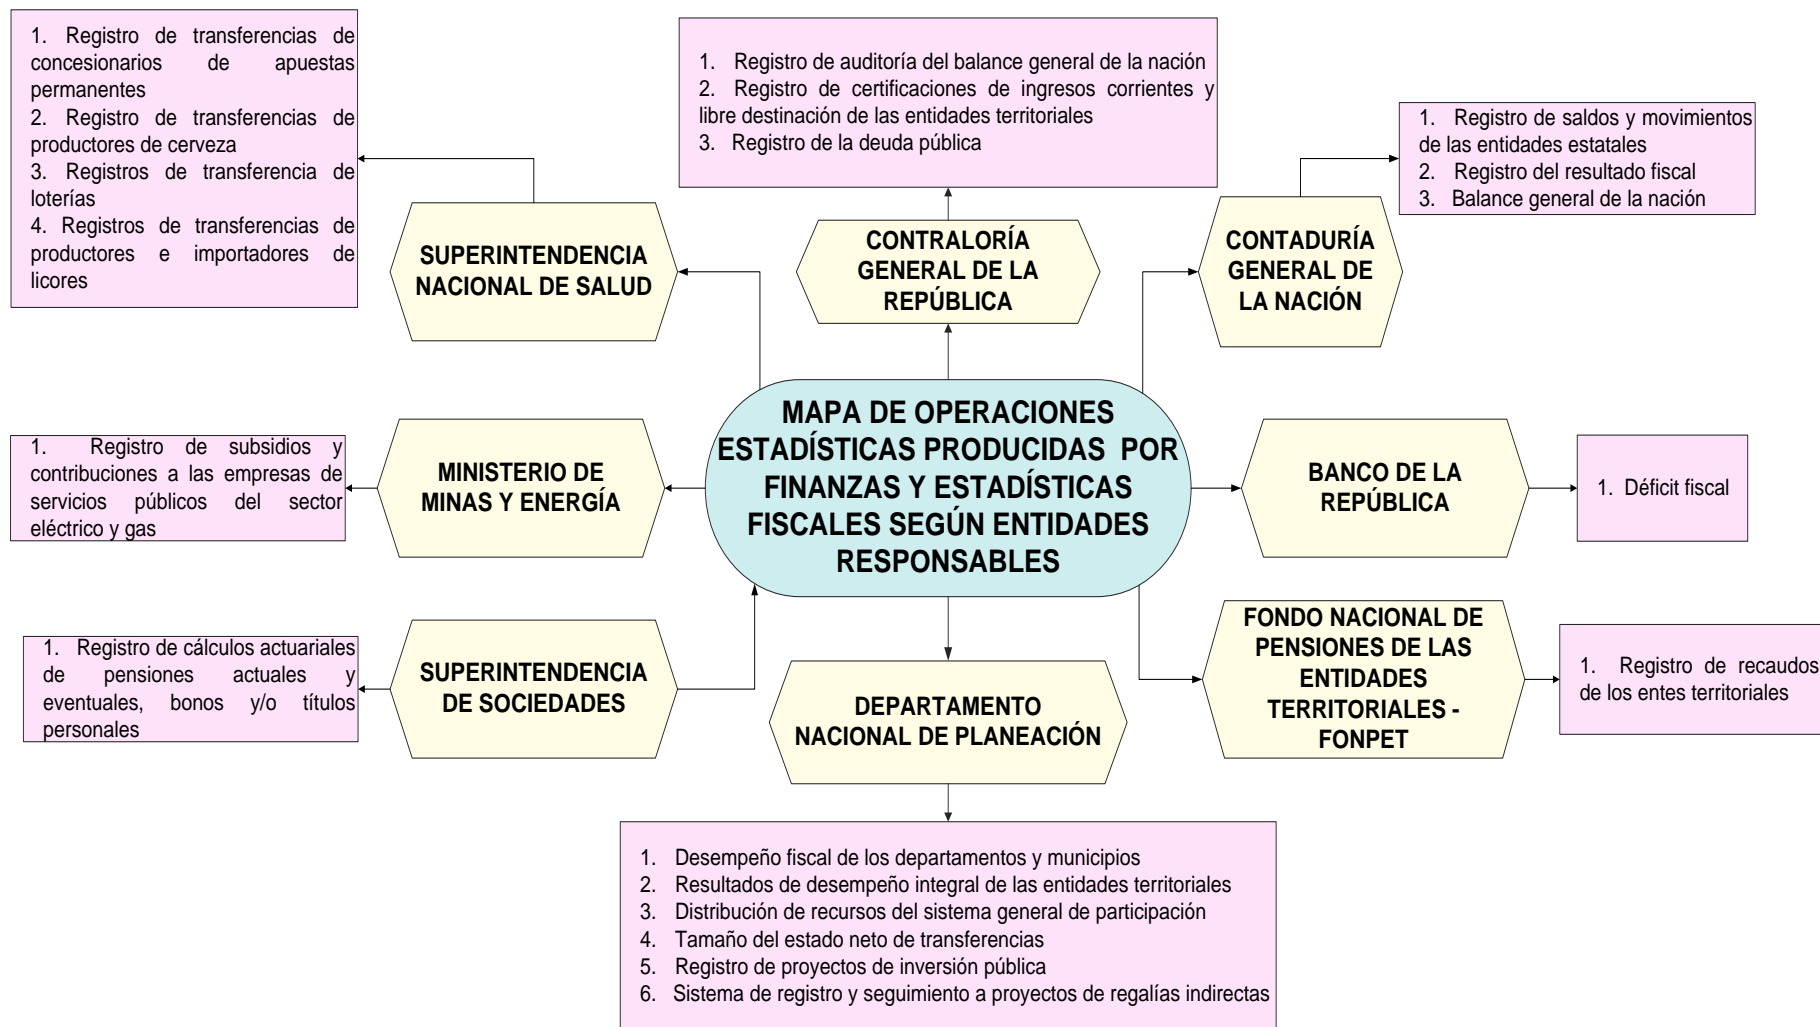 1. Registro de transferencias de
concesionarios de apuestas
permanentes
2. Registro de transferencias de
productores de cerveza
3. Registros de transferencia de
loterías
4. Registros de transferencias de
productores e importadores de
licores
1. Registro de auditoría del balance general de la nación
2. Registro de certificaciones de ingresos corrientes y
libre destinación de las entidades territoriales
3. Registro de la deuda pública
1. Registro de saldos y movimientos
de las entidades estatales
2. Registro del resultado fiscal
3. Balance general de la nación
SUPERINTENDENCIA
NACIONAL DE SALUD
CONTRALORÍA
GENERAL DE LA
REPÚBLICA
CONTADURÍA
GENERAL DE
LA NACIÓN
1. Registro de subsidios y
contribuciones a las empresas de
servicios públicos del sector
eléctrico y gas
MINISTERIO DE
MINAS Y ENERGÍA
MAPA DE OPERACIONES
ESTADÍSTICAS PRODUCIDAS POR
FINANZAS Y ESTADÍSTICAS
FISCALES SEGÚN ENTIDADES
RESPONSABLES
BANCO DE LA
REPÚBLICA
1. Déficit fiscal
1. Registro de cálculos actuariales
de pensiones actuales y
eventuales, bonos y/o títulos
personales
SUPERINTENDENCIA
DE SOCIEDADES
DEPARTAMENTO
NACIONAL DE PLANEACIÓN
FONDO NACIONAL DE
PENSIONES DE LAS
ENTIDADES
TERRITORIALES -
FONPET
1. Registro de recaudos
de los entes territoriales
1. Desempeño fiscal de los departamentos y municipios
2. Resultados de desempeño integral de las entidades territoriales
3. Distribución de recursos del sistema general de participación
4. Tamaño del estado neto de transferencias
5. Registro de proyectos de inversión pública
6. Sistema de registro y seguimiento a proyectos de regalías indirectas